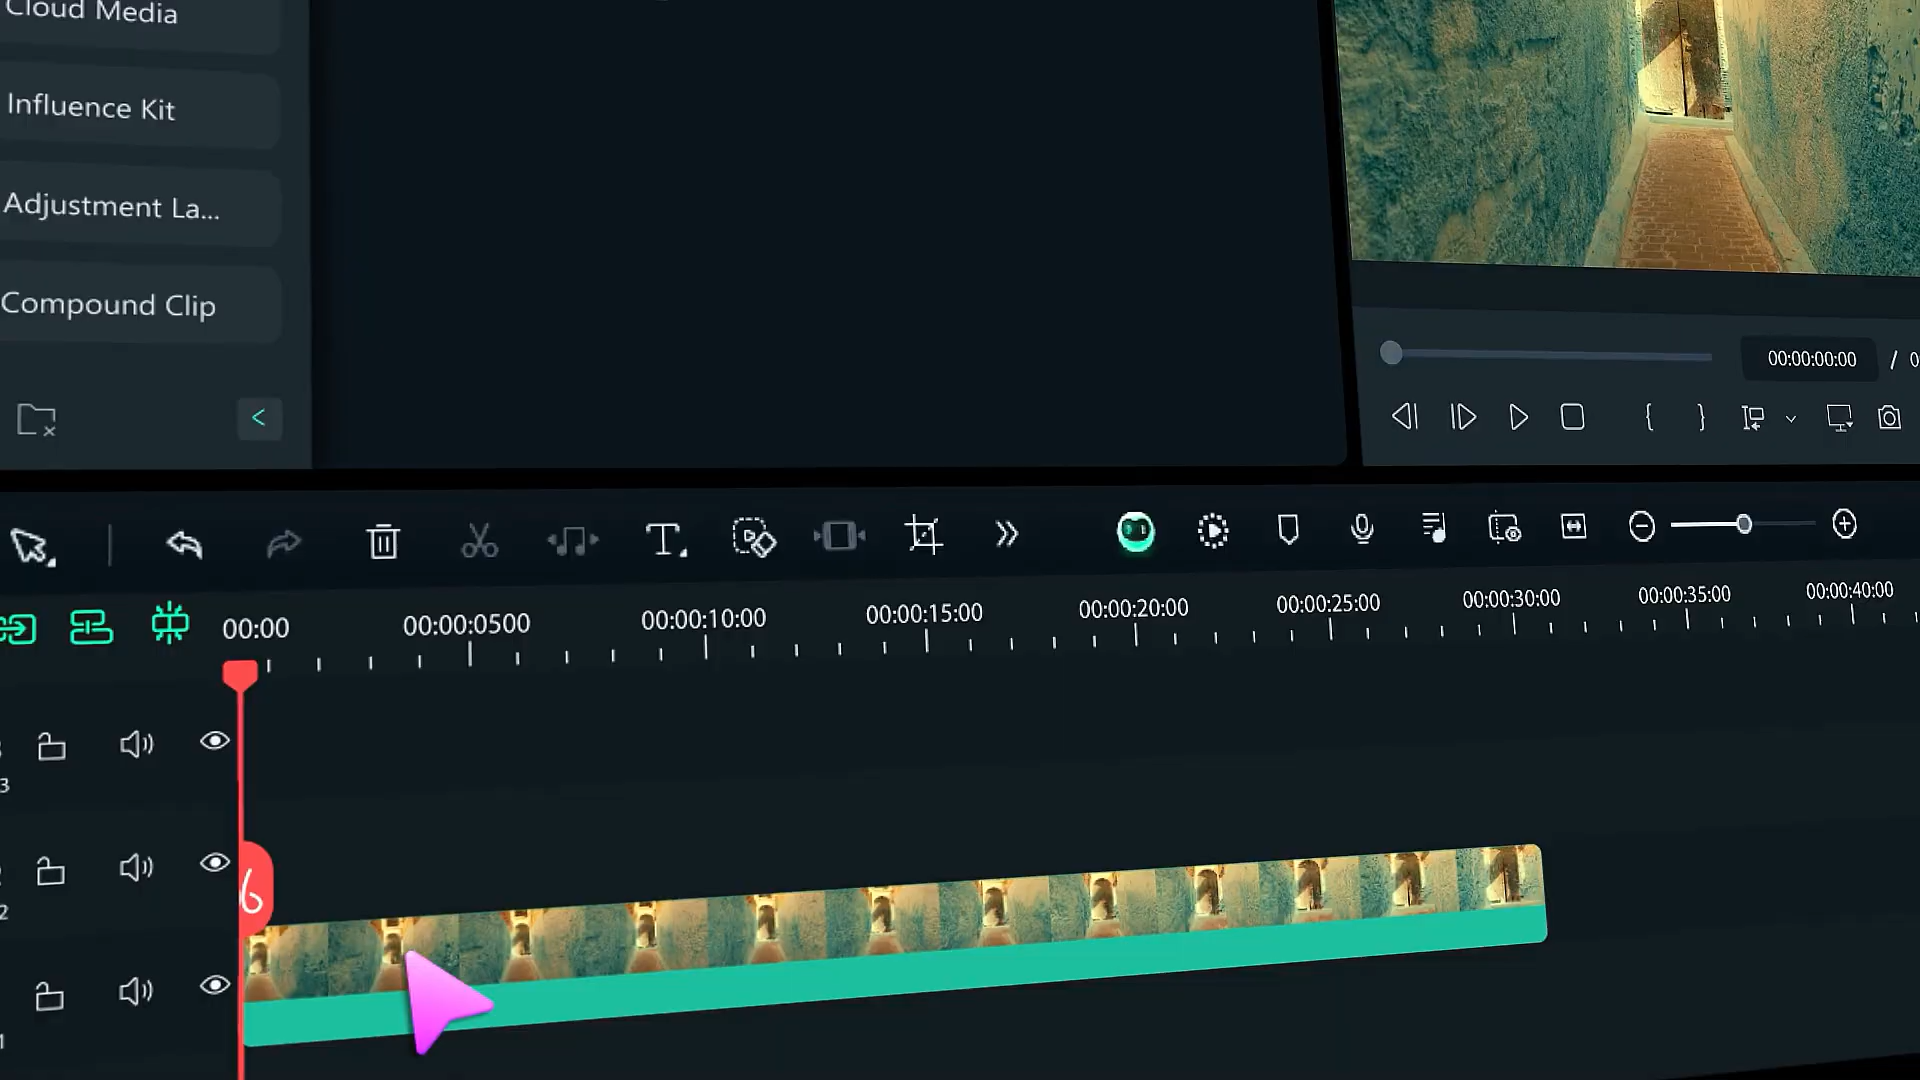 Cloud Media
Influence Kit
Adjustment La...
Compound Clip
00:00:00:00 / 0
00:00 00:00:0500 00:00:10:00 00:00:15:00 00:00:20:00 00:00:25:00 00:00:30:00 00:00:35:00 00:00:40:00
3
2
1